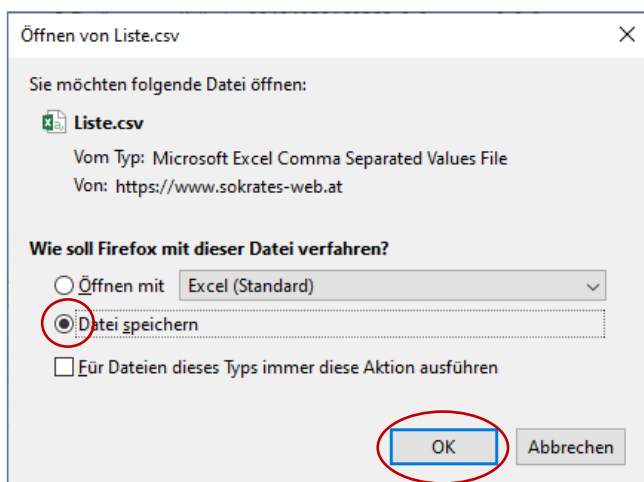 Öffnen von Liste.csv
Sie möchten folgende Datei öffnen:
Liste.csv
Vom Typ: Microsoft Excel Comma Separated Values File
Von: https://www.sokrates-web.at
Wie soll Firefox mit dieser Datei verfahren?
Öffnen mit Excel (Standard)
Datei speichern
Für Dateien dieses Typs immer diese Aktion ausführen
OK Abbrechen